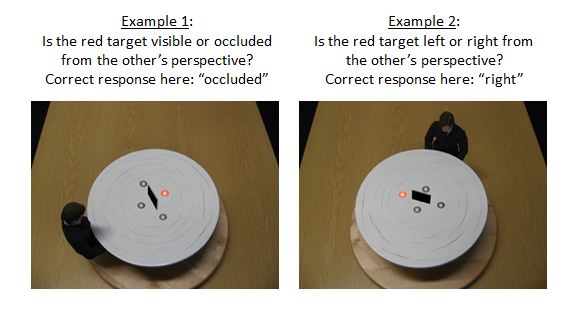 Example 1:
Is the red target visible or occluded
from the other's perspective?
Correct response here: “occluded”
Example 2:
Is the red target left or right from
the other's perspective?
Correct response here: “right”